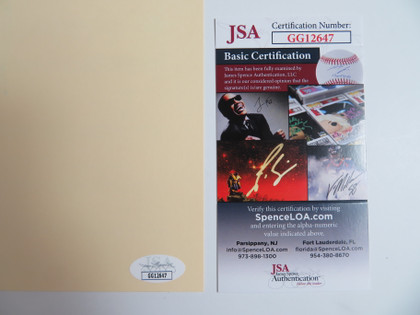 JSA
Certification Number:
GG12647
Basic Certification
This item has been fully examined by
James Spence Authentication, LLC
and it is our considered opinion that the
signature(s) is/are genuine.
Verify this certification by visiting
SpenceLOA.com
and entering the alpha-numeric
value indicated above.
Parsippany, NJ
info@SpenceLOA.com
973-898-1300
Fort Lauderdale, FL
florida@SpenceLOA.com
954-380-8670
JSA
Authentication
GG12647